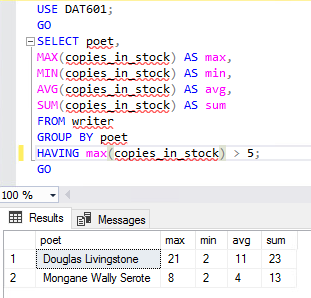 USE DAT601;
GO
SELECT poet,
MAX(copies_in_stock) AS max,
MIN(copies_in_stock) AS min,
AVG(copies_in_stock) AS avg,
SUM(copies_in_stock) AS sum
FROM writer
GROUP BY poet
HAVING max(copies_in_stock) > 5;
GO
100 %
Results Messages
poet max min avg sum
1 Douglas Livingstone 21 2 11 23
2 Mongane Wally Serote 8 2 4 13